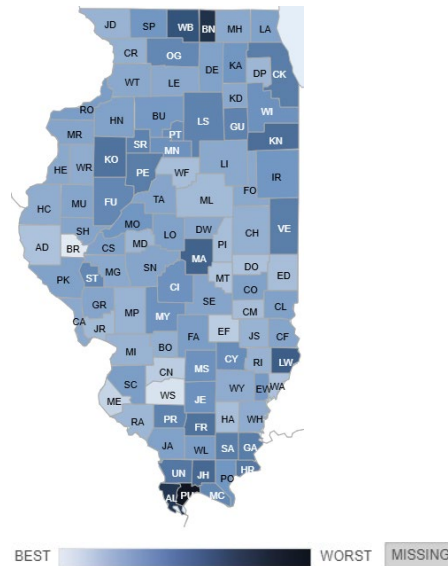 JD SP WB BN MH LA
CR OG DE KA DP CK
WT LE
RO HN BU KD WI
MR PT LS GU
KO SR MN KN
HE WR PE WF LI IR
FO
HC MU FU TA ML
SH MO LO DW CH VE
AD BR CS MD MA PI
DO ED
PK ST MG SN CI MT CO
GR SE CM CL
CA JR MP MY FA EF JS CF
MI BO
CN MS CY RI LW
SC WS JE WY EW WA
ME
RA PR FR HA WH
JA WL SA GA
UN JH PO HR
AL PU MC
BEST WORST MISSING